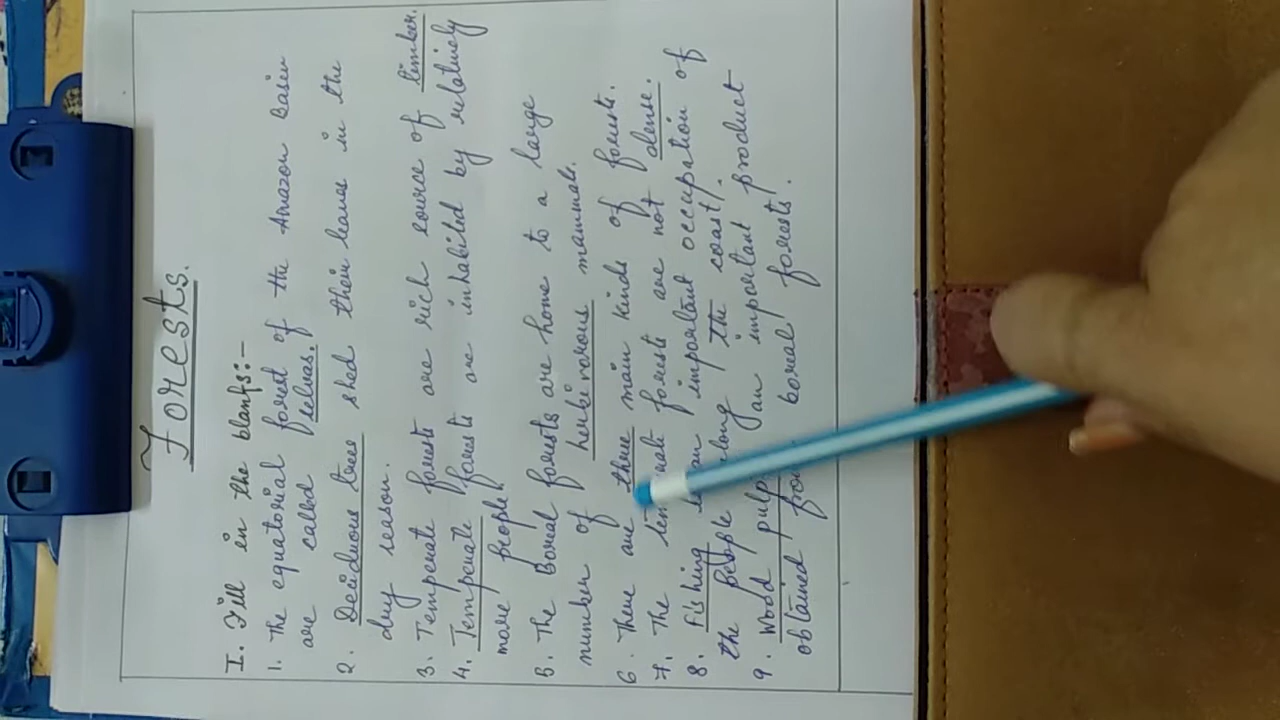 Forests.
I. Fill in the blanks:-
1. The equatorial forest of the Amazon Basin
are called selvas.
2. Deciduous trees shed their leaves in the
dry season.
3. Temperate forests are rich source of timber.
4. Temperate forests are inhabited by relatively
more people.
5. The Boreal forests are home to a large
number of herbivorous mammals.
6. There are three main kinds of forests.
7. The forests are not dense.
8. Fishing is an important occupation of
the people along the coast.
9. Wood pulp an important product
obtained from boreal forests.